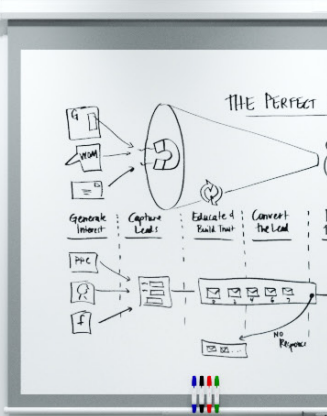 THE PERFECT
G
WOM
Generate
Interest
Capture
Leads
Educate &
Build Trust
Convert
the Lead
PPC
f
NO
Response